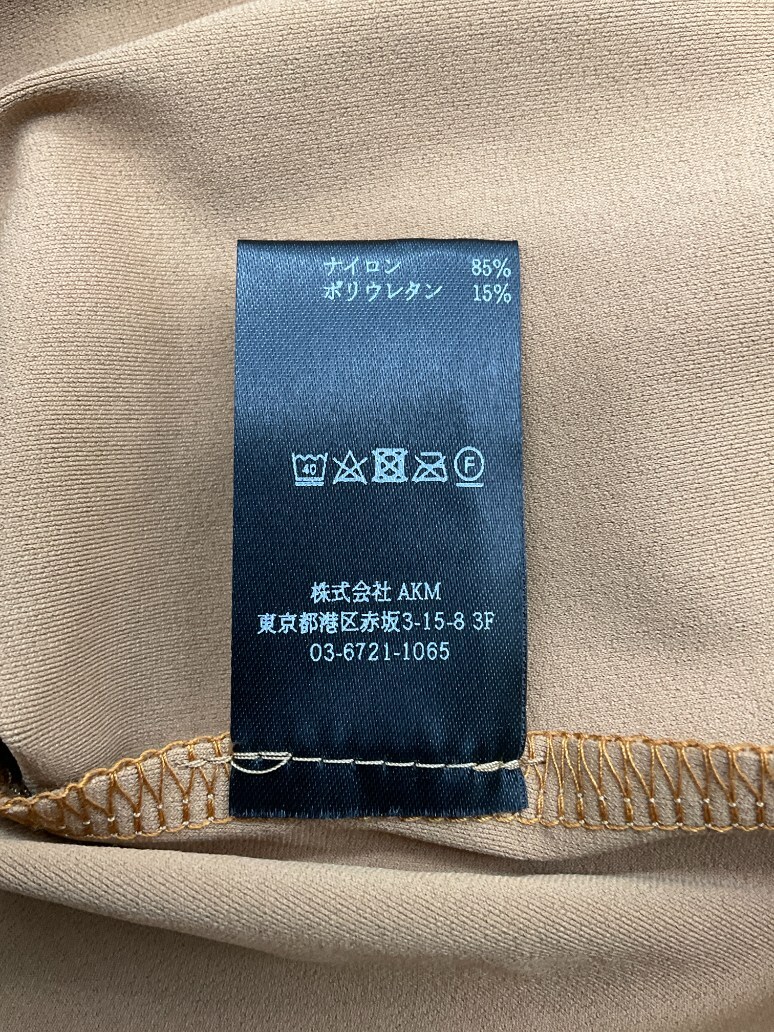 ナイロン 85%
ポリウレタン 15%
40 F
株式会社 AKM
東京都港区赤坂3-15-8 3F
03-6721-1065